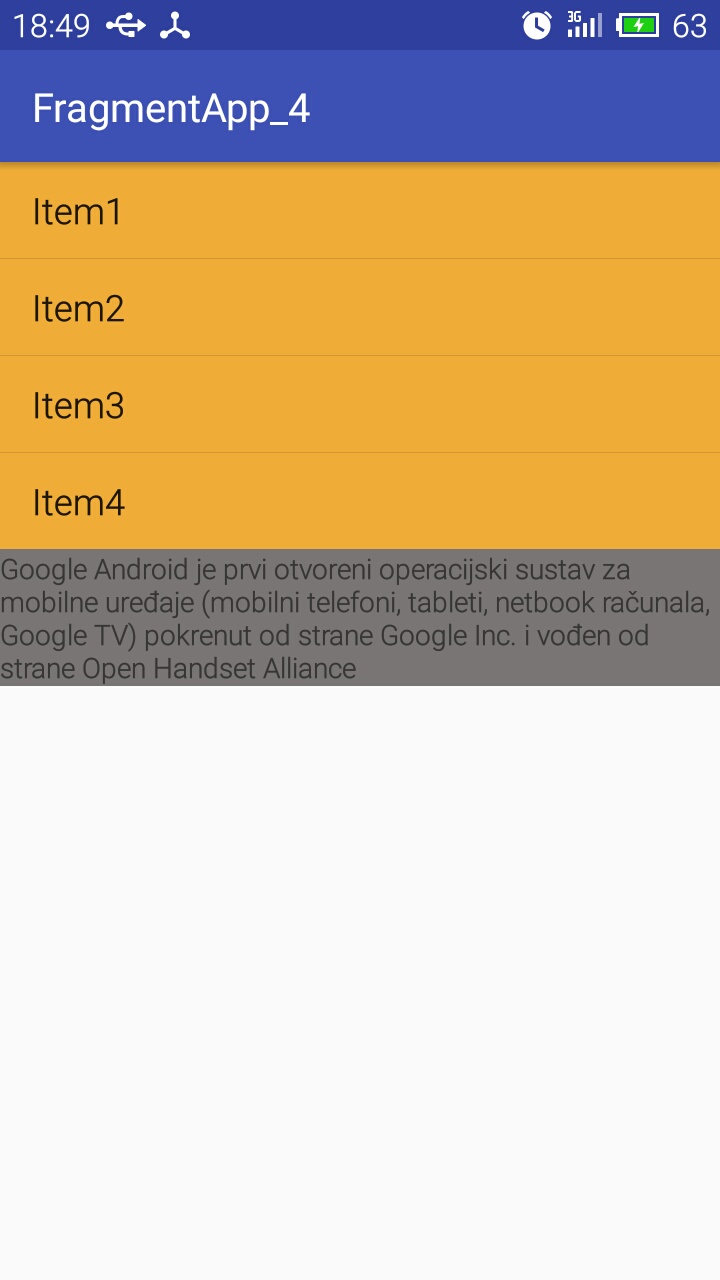 18:49 3G 63
FragmentApp_4
Item1
Item2
Item3
Item4
Google Android je prvi otvoreni operacijski sustav za
mobilne uređaje (mobilni telefoni, tableti, netbook računala,
Google TV) pokrenut od strane Google Inc. i vođen od
strane Open Handset Alliance